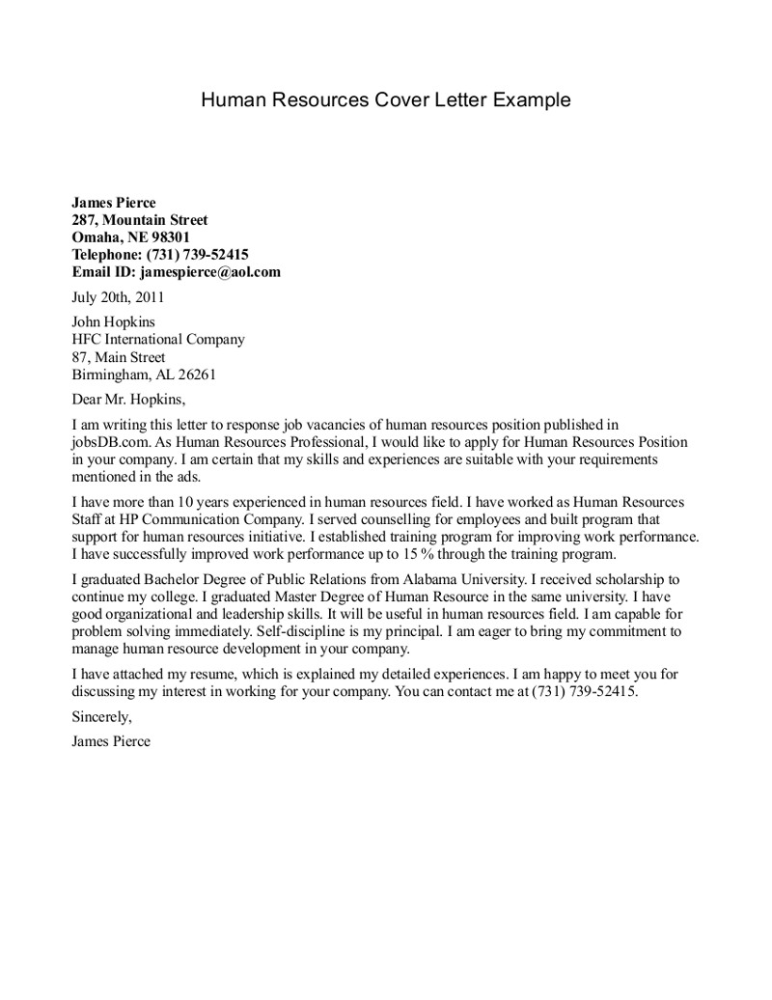 Human Resources Cover Letter Example
James Pierce
287, Mountain Street
Omaha, NE 98301
Telephone: (731) 739-52415
Email ID: jamespierce@aol.com
July 20th, 2011
John Hopkins
HFC International Company
87, Main Street
Birmingham, AL 26261
Dear Mr. Hopkins,
I am writing this letter to response job vacancies of human resources position published in
jobsDB.com. As Human Resources Professional, I would like to apply for Human Resources Position
in your company. I am certain that my skills and experiences are suitable with your requirements
mentioned in the ads.
I have more than 10 years experienced in human resources field. I have worked as Human Resources
Staff at HP Communication Company. I served counselling for employees and built program that
support for human resources initiative. I established training program for improving work performance.
I have successfully improved work performance up to 15 % through the training program.
I graduated Bachelor Degree of Public Relations from Alabama University. I received scholarship to
continue my college. I graduated Master Degree of Human Resource in the same university. I have
good organizational and leadership skills. It will be useful in human resources field. I am capable for
problem solving immediately. Self-discipline is my principal. I am eager to bring my commitment to
manage human resource development in your company.
I have attached my resume, which is explained my detailed experiences. I am happy to meet you for
discussing my interest in working for your company. You can contact me at (731) 739-52415.
Sincerely,
James Pierce